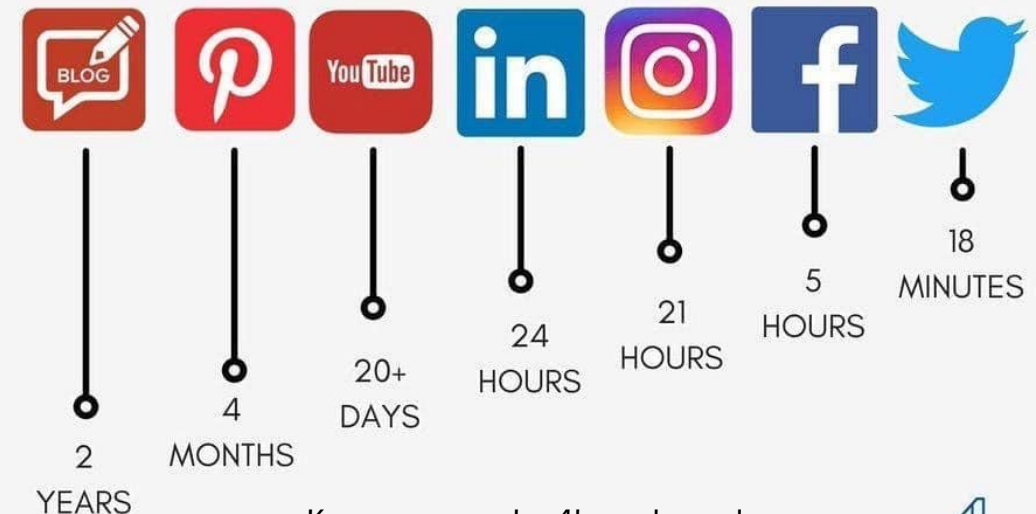 BLOG
You Tube
in
f
2
YEARS
4
MONTHS
20+
DAYS
24
HOURS
21
HOURS
5
HOURS
18
MINUTES